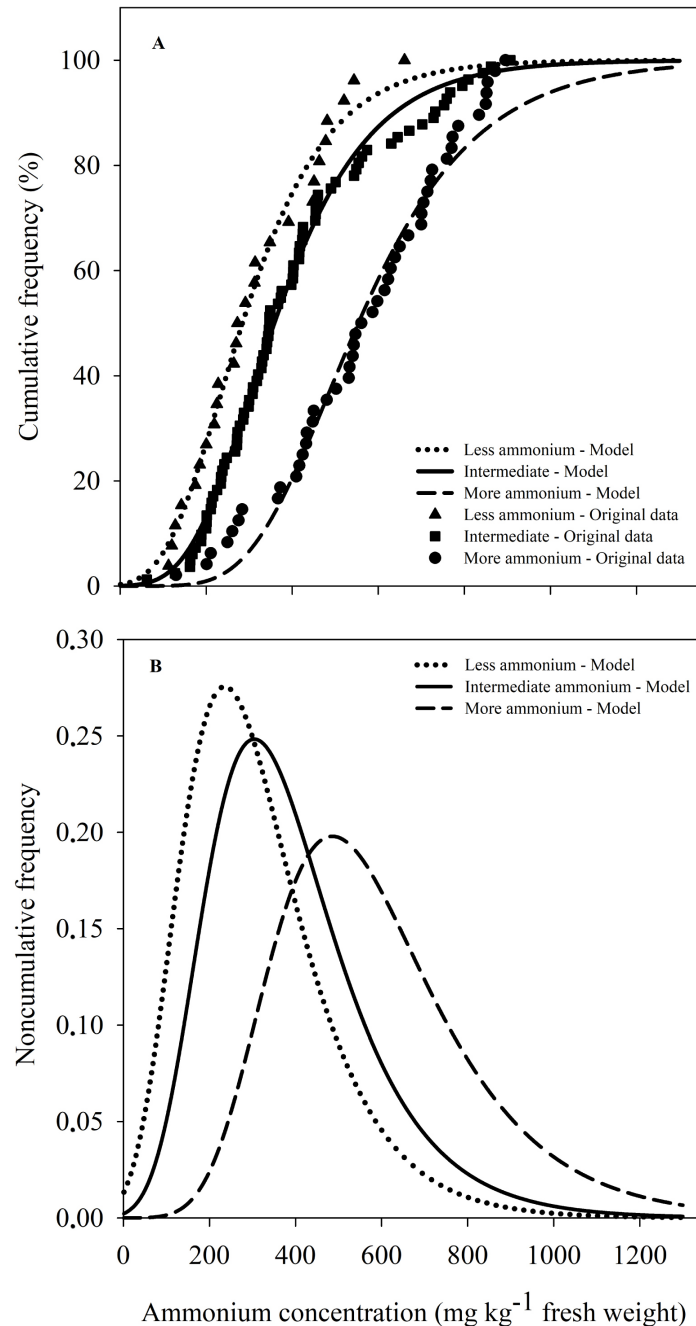 A
100
80
60
40
20
0
Cumulative frequency (%)
Less ammonium - Model
Intermediate - Model
More ammonium - Model
Less ammonium - Original data
Intermediate - Original data
More ammonium - Original data
B
0.30
0.25
0.20
0.15
0.10
0.05
0.00
Noncumulative frequency
Less ammonium - Model
Intermediate ammonium - Model
More ammonium - Model
0 200 400 600 800 1000 1200
Ammonium concentration (mg kg⁻¹ fresh weight)